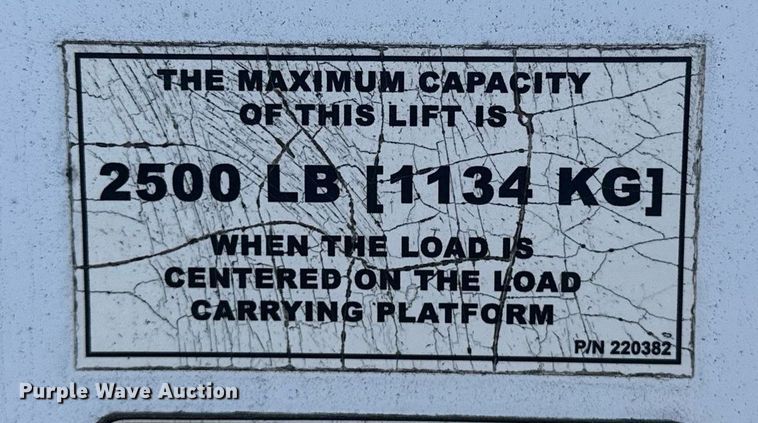 THE MAXIMUM CAPACITY
OF THIS LIFT IS
2500 LB [1134 KG]
WHEN THE LOAD IS
CENTERED ON THE LOAD
CARRYING PLATFORM
P/N 220382
Purple Wave Auction